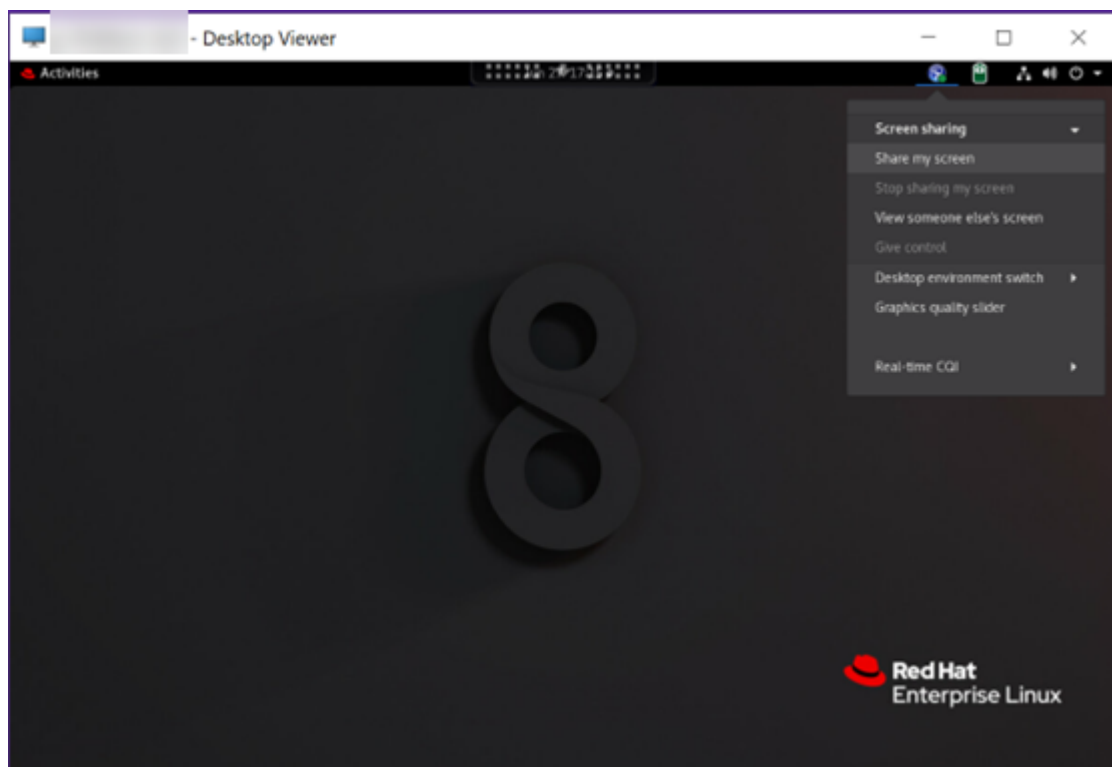 - Desktop Viewer
Activities
Screen sharing
Share my screen
Stop sharing my screen
View someone else's screen
Give control
Desktop environment switch
Graphics quality slider
Real-time CQI
8
Red Hat
Enterprise Linux